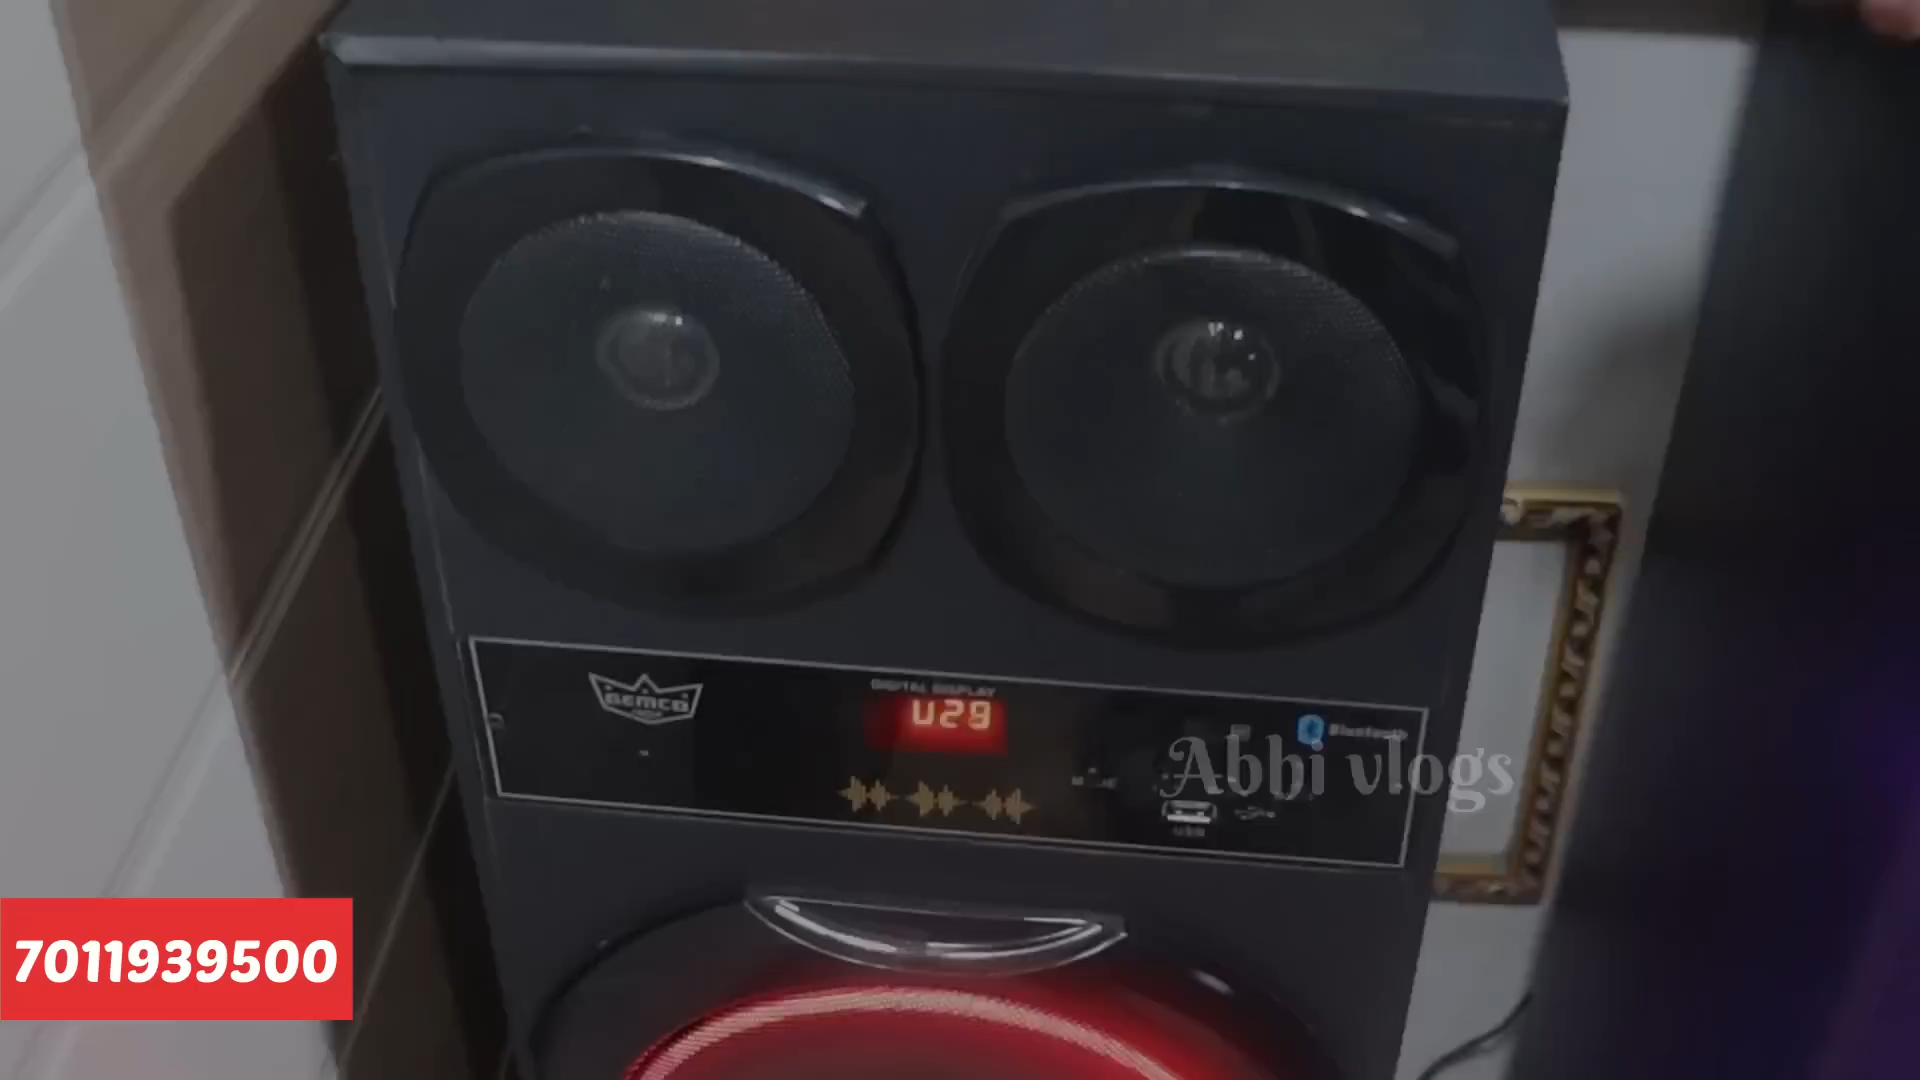 GEMCO
DIGITAL DISPLAY
U29
Bluetooth
Abbi vlogs
USB
7011939500